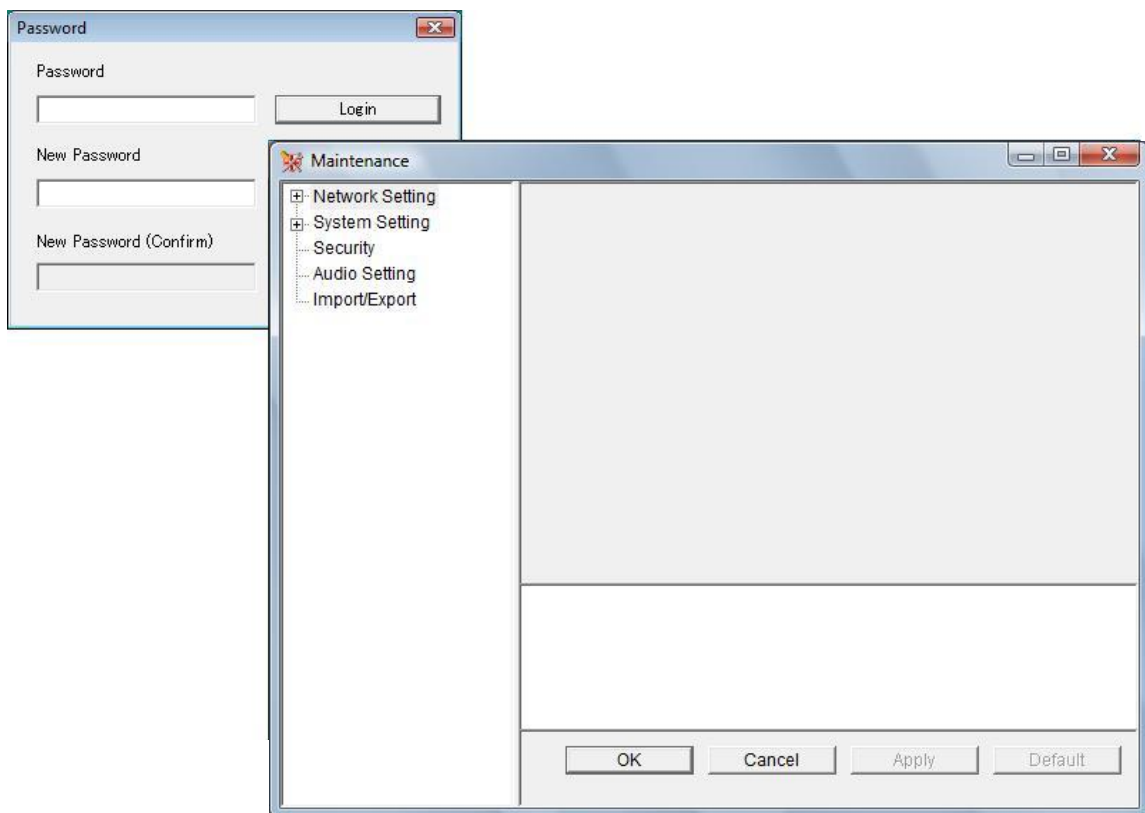 Password
Password
Login
New Password
New Password (Confirm)
Maintenance
Network Setting
System Setting
Security
Audio Setting
Import/Export
OK Cancel Apply Default